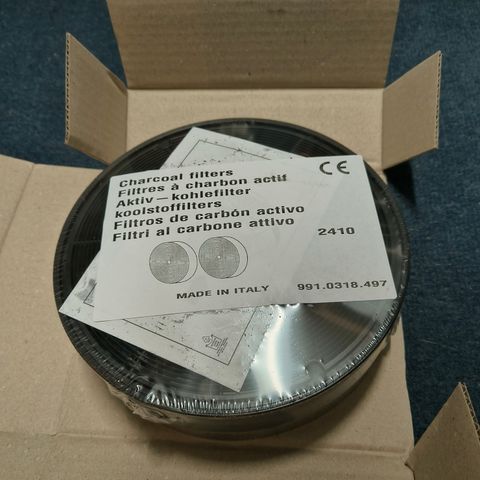 Charcoal filters
Filtres à charbon actif
Aktiv — kohlefilter
koolstoffilters
Filtros de carbón activo
Filtri al carbone attivo
CE
2410
MADE IN ITALY
991.0318.497